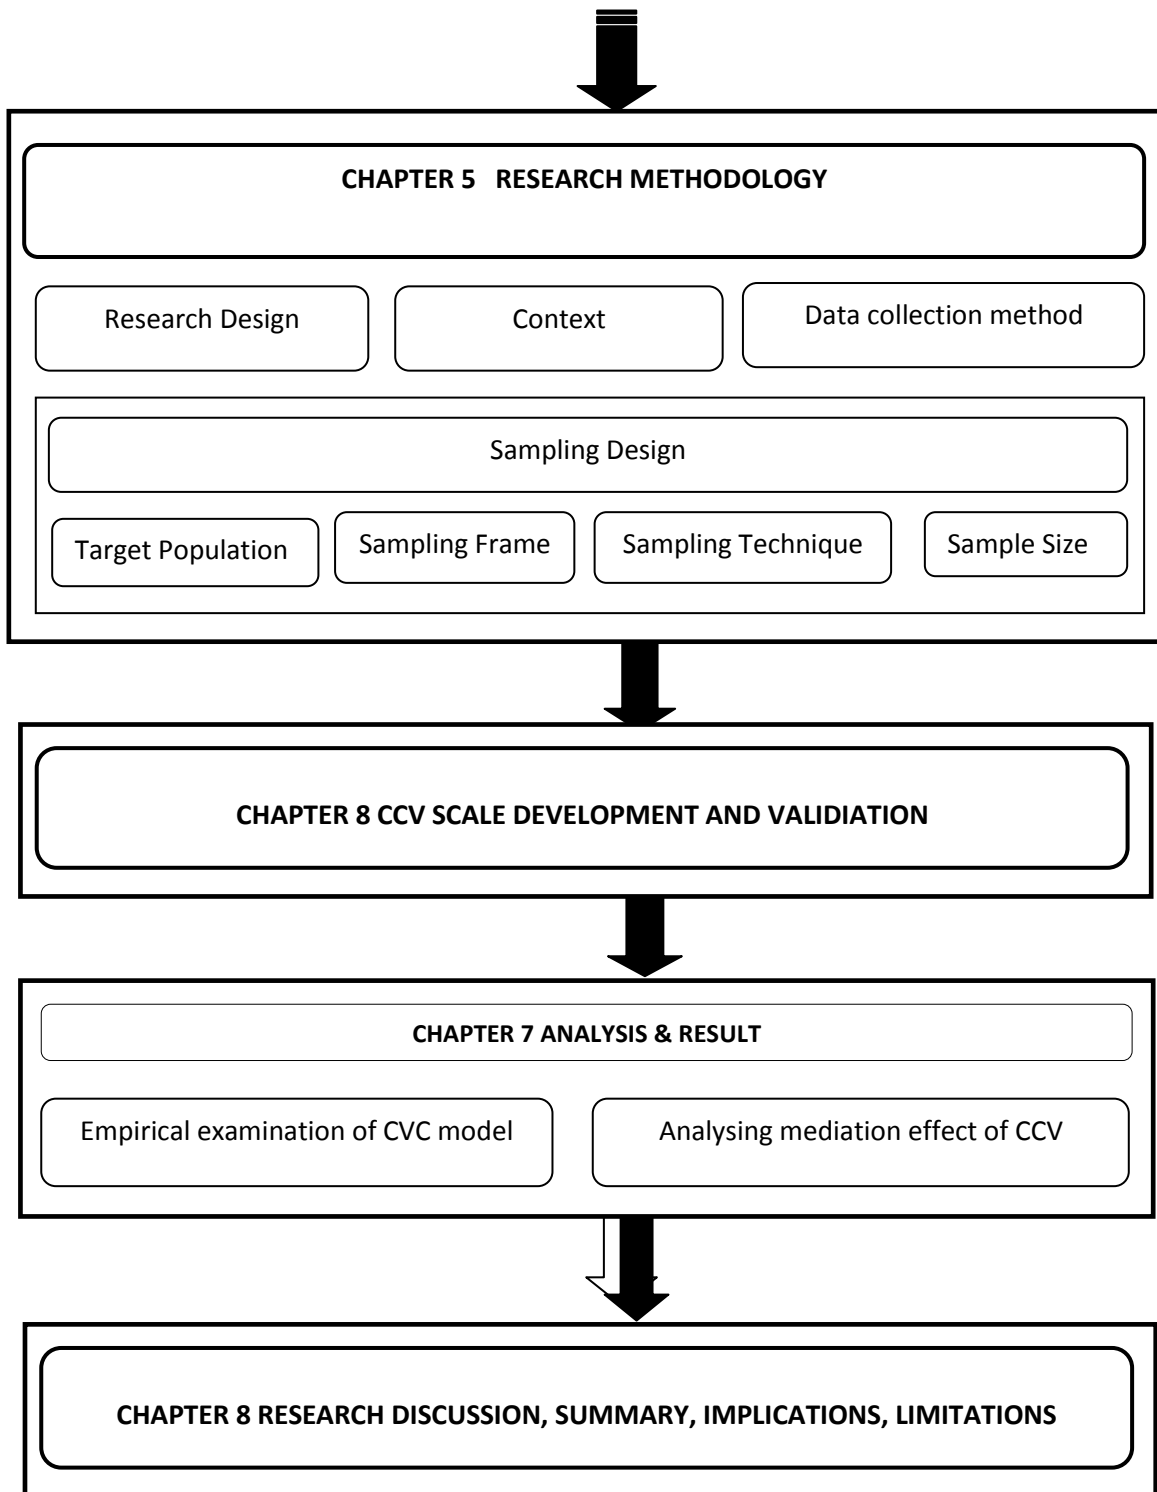 CHAPTER 5 RESEARCH METHODOLOGY
Research Design
Context
Data collection method
Sampling Design
Target Population
Sampling Frame
Sampling Technique
Sample Size
CHAPTER 8 CCV SCALE DEVELOPMENT AND VALIDIATION
CHAPTER 7 ANALYSIS & RESULT
Empirical examination of CVC model
Analysing mediation effect of CCV
CHAPTER 8 RESEARCH DISCUSSION, SUMMARY, IMPLICATIONS, LIMITATIONS